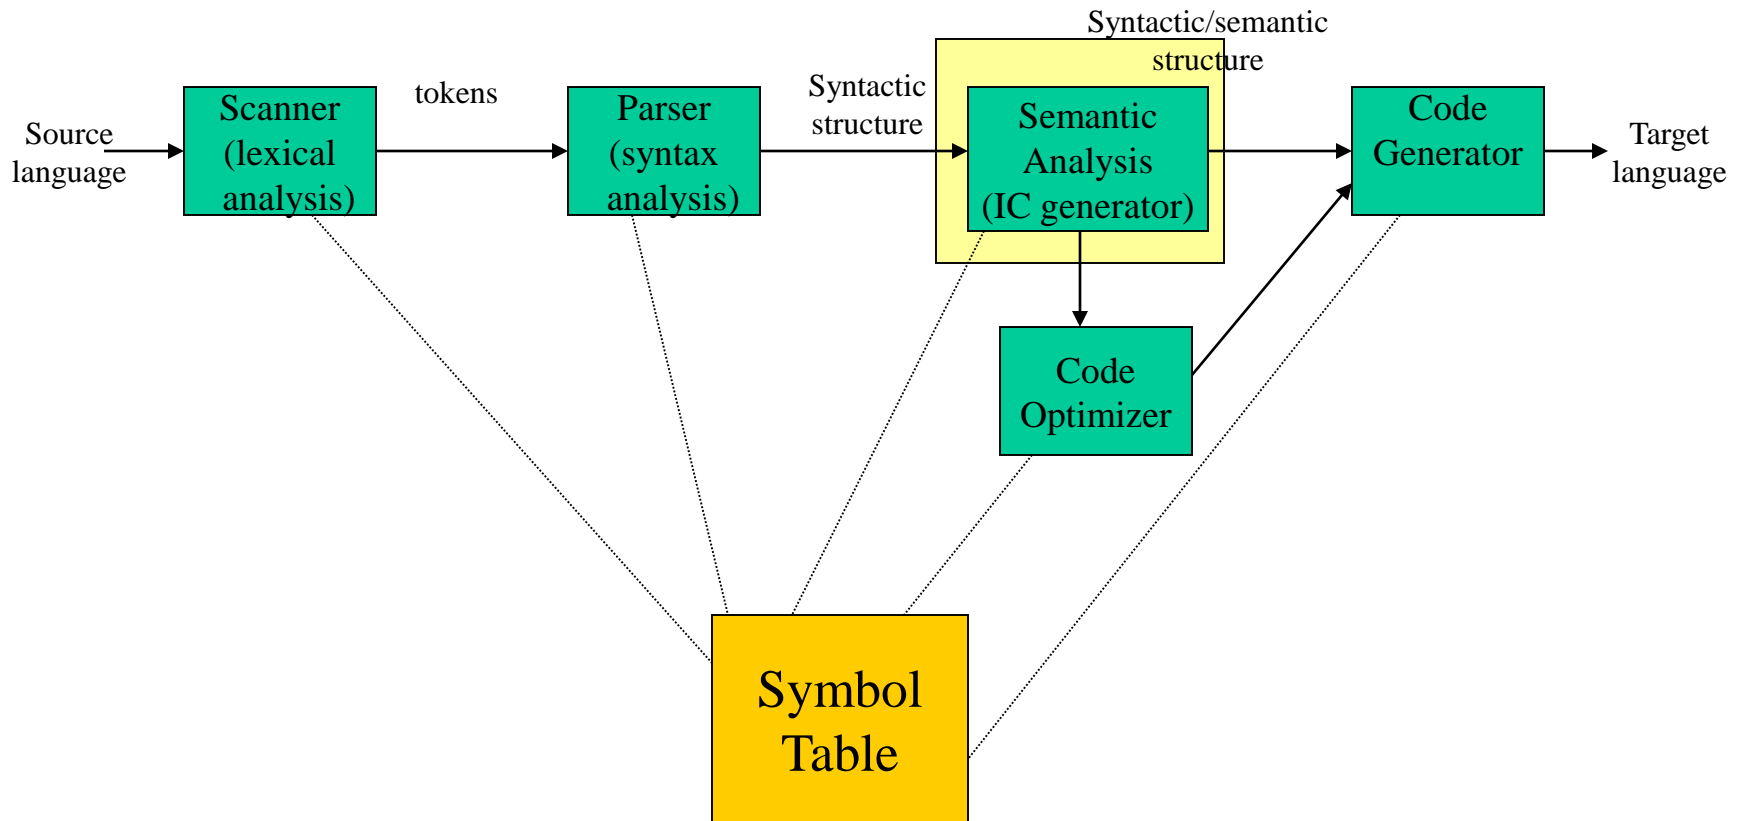 Source
language
Scanner
(lexical
analysis)
tokens
Parser
(syntax
analysis)
Syntactic
structure
Semantic
Analysis
(IC generator)
Syntactic/semantic
structure
Code
Generator
Target
language
Code
Optimizer
Symbol
Table